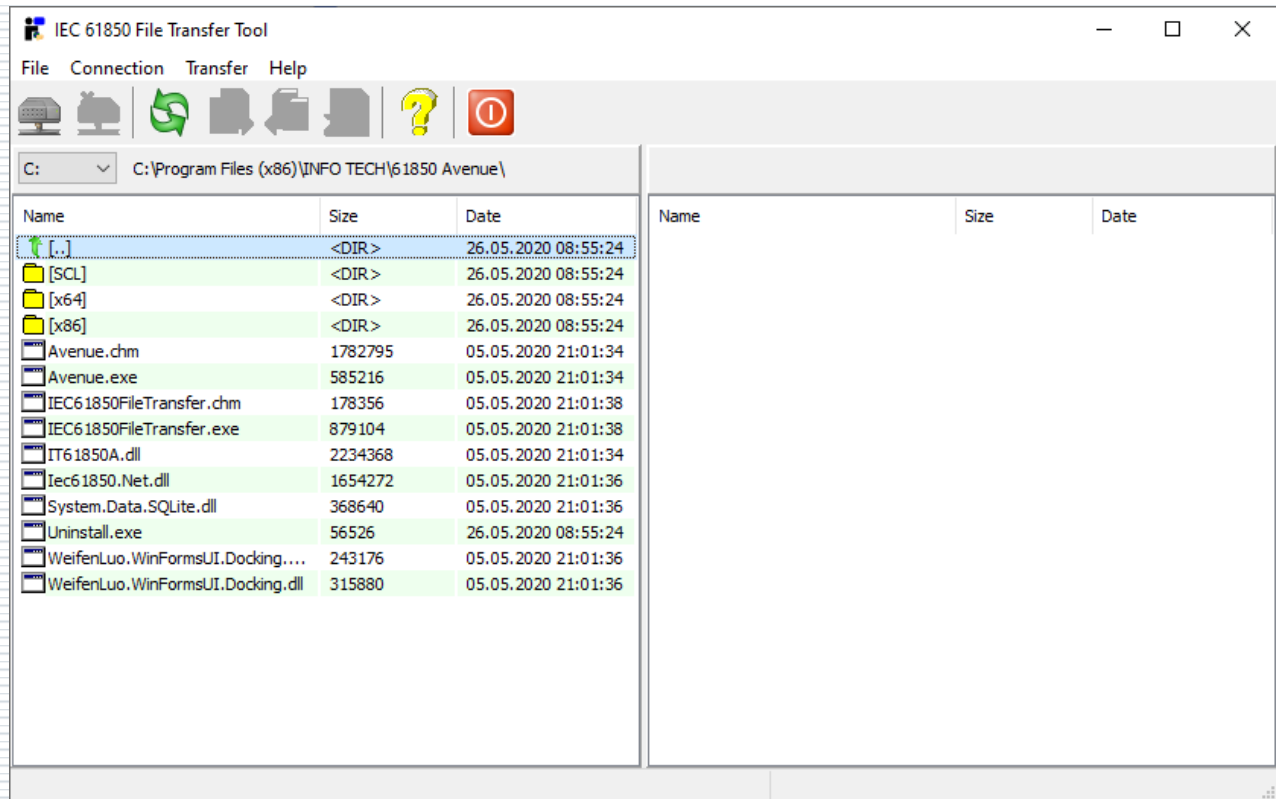 IEC 61850 File Transfer Tool
File Connection Transfer Help
C: C:\Program Files (x86)\INFO TECH\61850 Avenue\
Name Size Date Name Size Date
[..] <DIR> 26.05.2020 08:55:24
[SCL] <DIR> 26.05.2020 08:55:24
[x64] <DIR> 26.05.2020 08:55:24
[x86] <DIR> 26.05.2020 08:55:24
Avenue.chm 1782795 05.05.2020 21:01:34
Avenue.exe 585216 05.05.2020 21:01:34
IEC61850FileTransfer.chm 178356 05.05.2020 21:01:38
IEC61850FileTransfer.exe 879104 05.05.2020 21:01:38
IT61850A.dll 2234368 05.05.2020 21:01:34
Iec61850.Net.dll 1654272 05.05.2020 21:01:36
System.Data.SQLite.dll 368640 05.05.2020 21:01:36
Uninstall.exe 56526 26.05.2020 08:55:24
WeifenLuo.WinFormsUI.Docking.... 243176 05.05.2020 21:01:36
WeifenLuo.WinFormsUI.Docking.dll 315880 05.05.2020 21:01:36